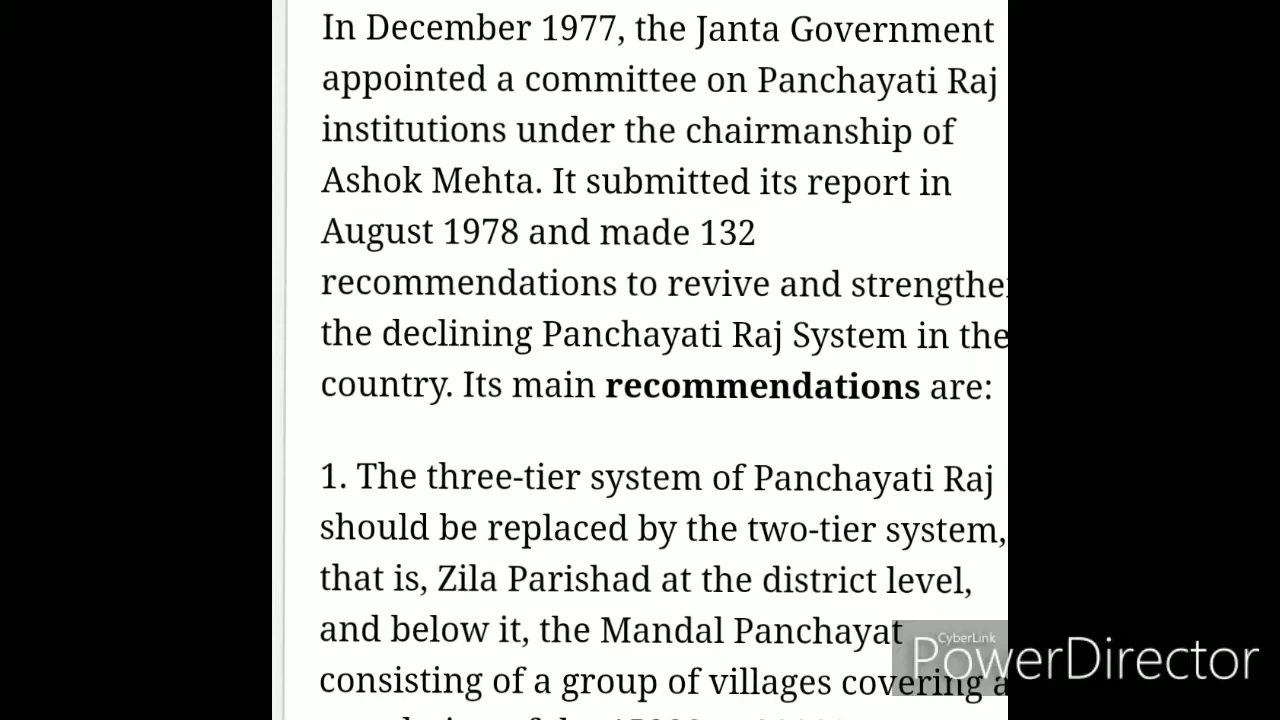 In December 1977, the Janta Government
appointed a committee on Panchayati Raj
institutions under the chairmanship of
Ashok Mehta. It submitted its report in
August 1978 and made 132
recommendations to revive and strengthe
the declining Panchayati Raj System in the
country. Its main recommendations are:
1. The three-tier system of Panchayati Raj
should be replaced by the two-tier system,
that is, Zila Parishad at the district level,
and below it, the Mandal Panchayat
consisting of a group of villages covering a
CyberLink
PowerDirector